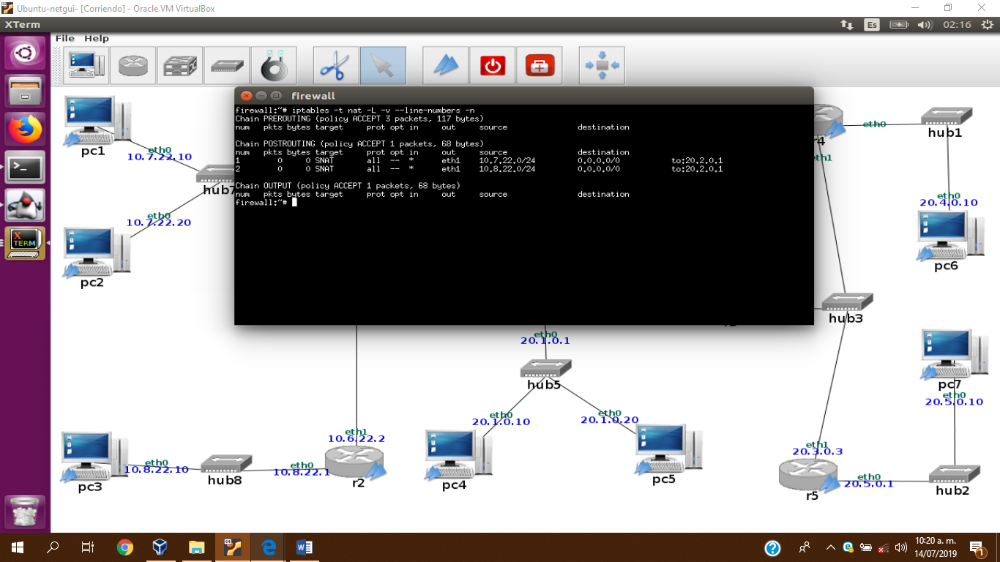 Ubuntu-netgui- [Corriendo] - Oracle VM VirtualBox
XTerm
Es
02:16
File Help
firewall
firewall:~# iptables -t nat -L -v --line-numbers -n
Chain PREROUTING (policy ACCEPT 3 packets, 117 bytes)
num pkts bytes target prot opt in out source destination
Chain POSTROUTING (policy ACCEPT 1 packets, 68 bytes)
num pkts bytes target prot opt in out source destination
1 0 0 SNAT all -- * eth1 10.7.22.0/24 0.0.0.0/0 to:20.2.0.1
2 0 0 SNAT all -- * eth1 10.8.22.0/24 0.0.0.0/0 to:20.2.0.1
Chain OUTPUT (policy ACCEPT 1 packets, 68 bytes)
num pkts bytes target prot opt in out source destination
firewall:~#
pc1
eth0
10.7.22.10
hub7
eth0
10.7.22.20
pc2
r4
eth0
eth1
hub1
eth0
20.4.0.10
pc6
hub3
eth0
20.1.0.1
hub5
eth0
20.1.0.10
eth0
20.1.0.20
pc4
pc5
pc7
eth0
20.5.0.10
eth1
10.6.22.2
pc3
eth0
10.8.22.10
hub8
eth0
10.8.22.1
r2
eth1
20.3.0.3
r5
eth0
20.5.0.1
hub2
XTERM
10:20 a. m.
14/07/2019
1